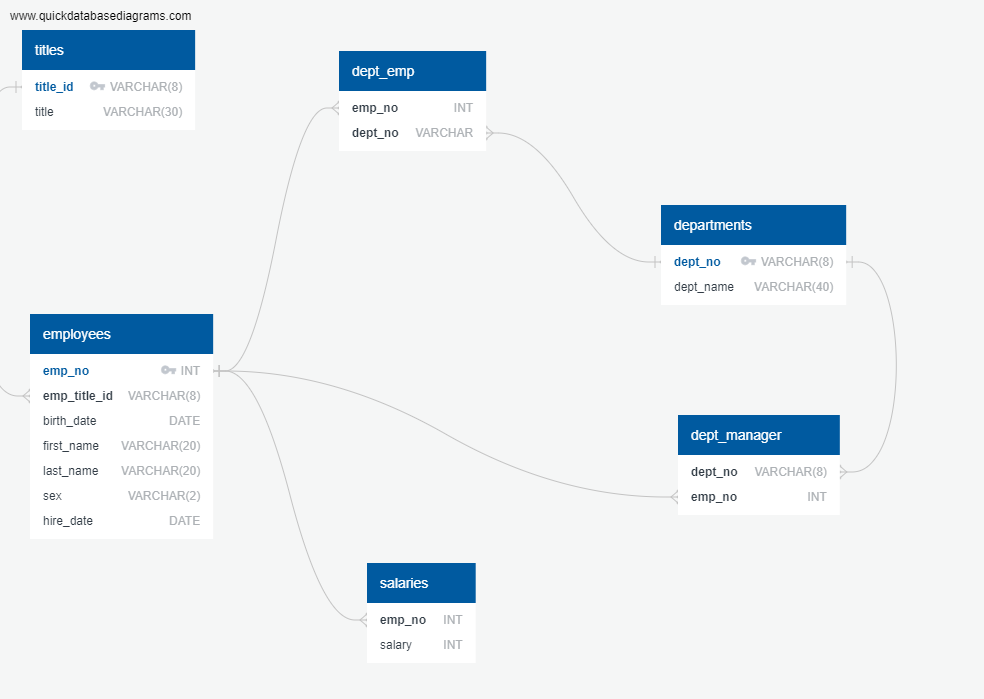 www.quickdatabasediagrams.com
titles
title_id VARCHAR(8)
title VARCHAR(30)
dept_emp
emp_no INT
dept_no VARCHAR
departments
dept_no VARCHAR(8)
dept_name VARCHAR(40)
employees
emp_no INT
emp_title_id VARCHAR(8)
birth_date DATE
first_name VARCHAR(20)
last_name VARCHAR(20)
sex VARCHAR(2)
hire_date DATE
dept_manager
dept_no VARCHAR(8)
emp_no INT
salaries
emp_no INT
salary INT